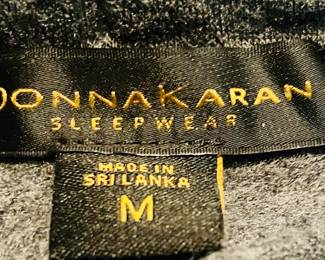 DONNAKARAN
SLEEPWEAR
MADE IN
SRI LANKA
M